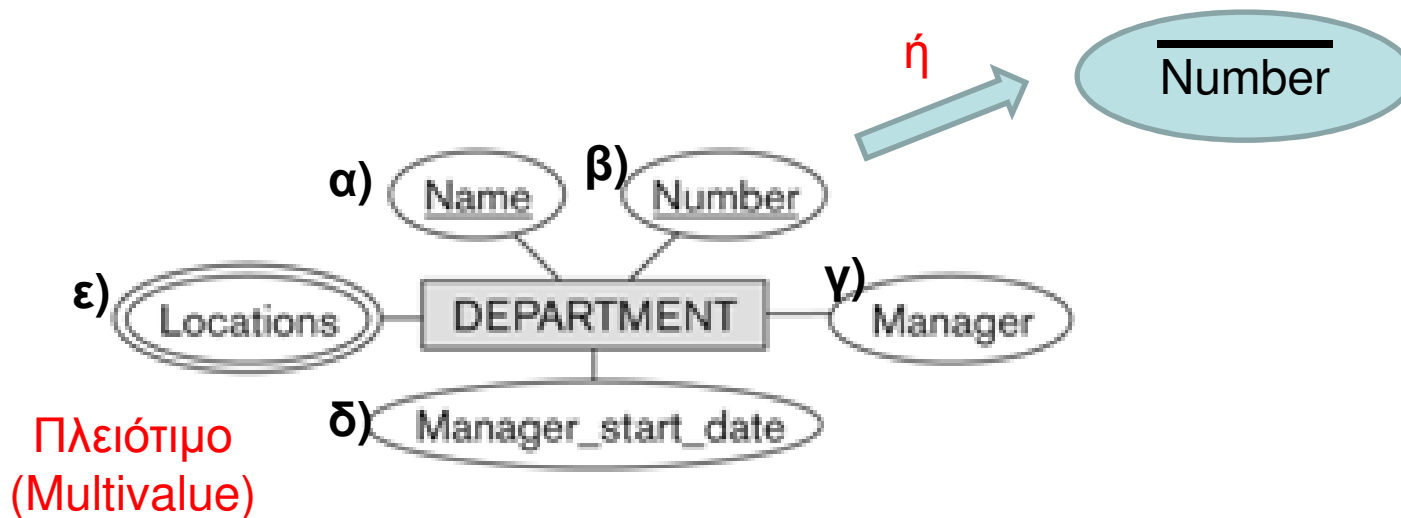 ή
Number
α)
Name
β)
Number
ε)
Locations
DEPARTMENT
γ)
Manager
δ)
Manager_start_date
Πλειότιμο
(Multivalue)